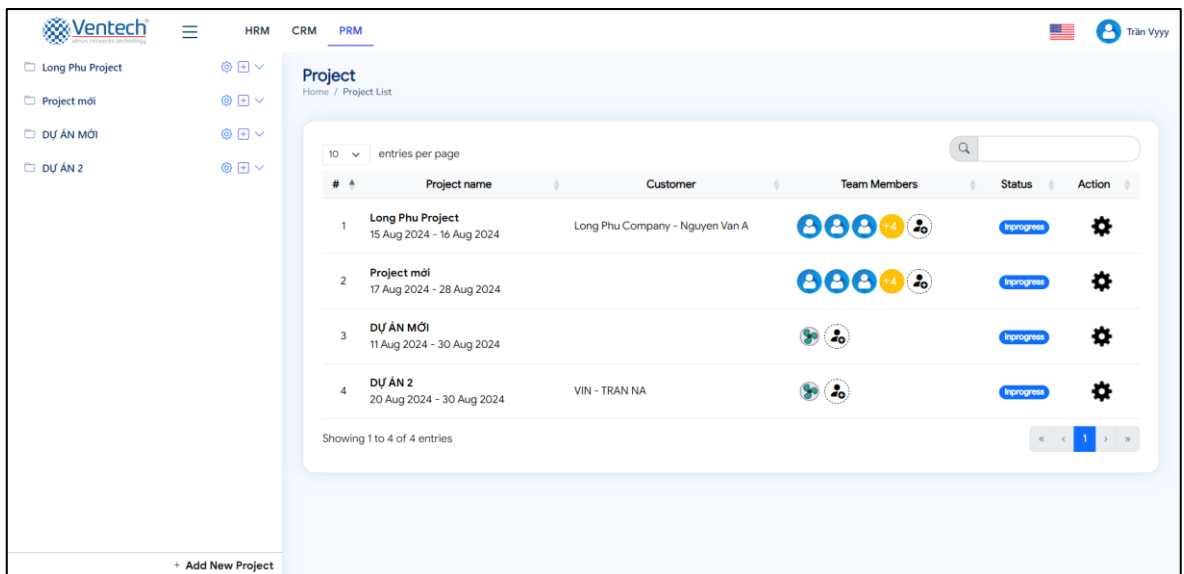 Ventech
venus networks technology
HRM CRM PRM
Trần Vyyy
Long Phu Project
Project mới
DỰ ÁN MỚI
DỰ ÁN 2
+ Add New Project
Project
Home / Project List
10 entries per page
# Project name Customer Team Members Status Action
1 Long Phu Project Long Phu Company - Nguyen Van A +4 Inprogress
15 Aug 2024 - 16 Aug 2024
2 Project mới +4 Inprogress
17 Aug 2024 - 28 Aug 2024
3 DỰ ÁN MỚI Inprogress
11 Aug 2024 - 30 Aug 2024
4 DỰ ÁN 2 VIN - TRAN NA Inprogress
20 Aug 2024 - 30 Aug 2024
Showing 1 to 4 of 4 entries
« ‹ 1 › »